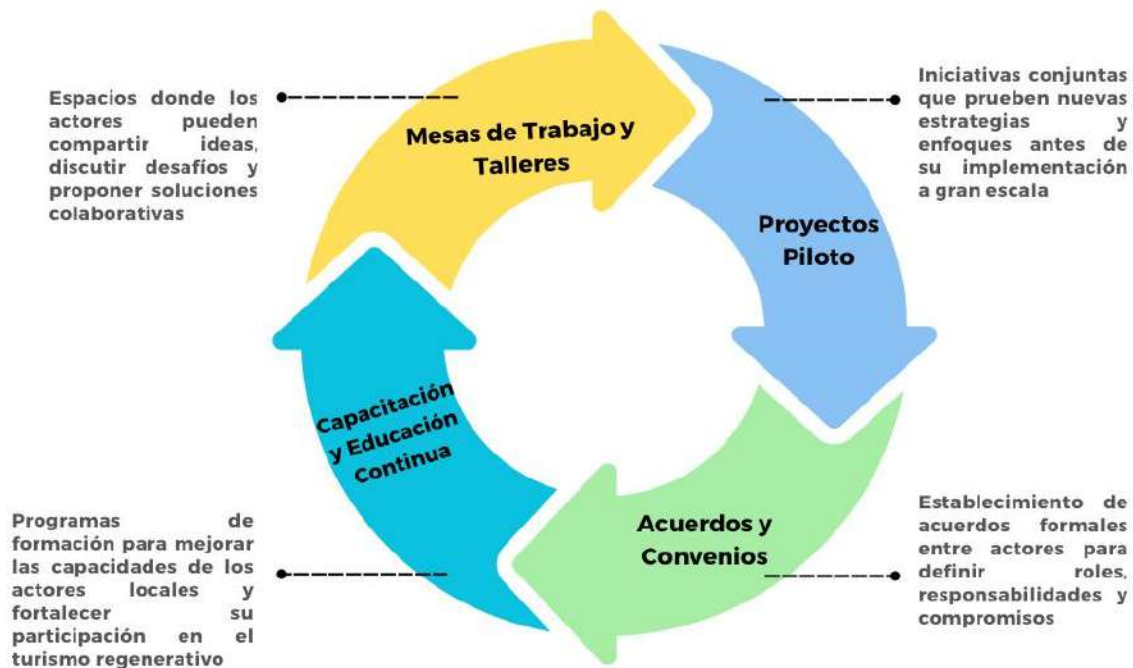 Espacios donde los
actores pueden
compartir ideas,
discutir desafíos y
proponer soluciones
colaborativas
Mesas de Trabajo y
Talleres
Iniciativas conjuntas
que prueben nuevas
estrategias y
enfoques antes de
su implementación
a gran escala
Proyectos
Piloto
Capacitación
y Educación
Continua
Acuerdos y
Convenios
Programas de
formación para mejorar
las capacidades de los
actores locales y
fortalecer su
participación en el
turismo regenerativo
Establecimiento de
acuerdos formales
entre actores para
definir roles,
responsabilidades y
compromisos